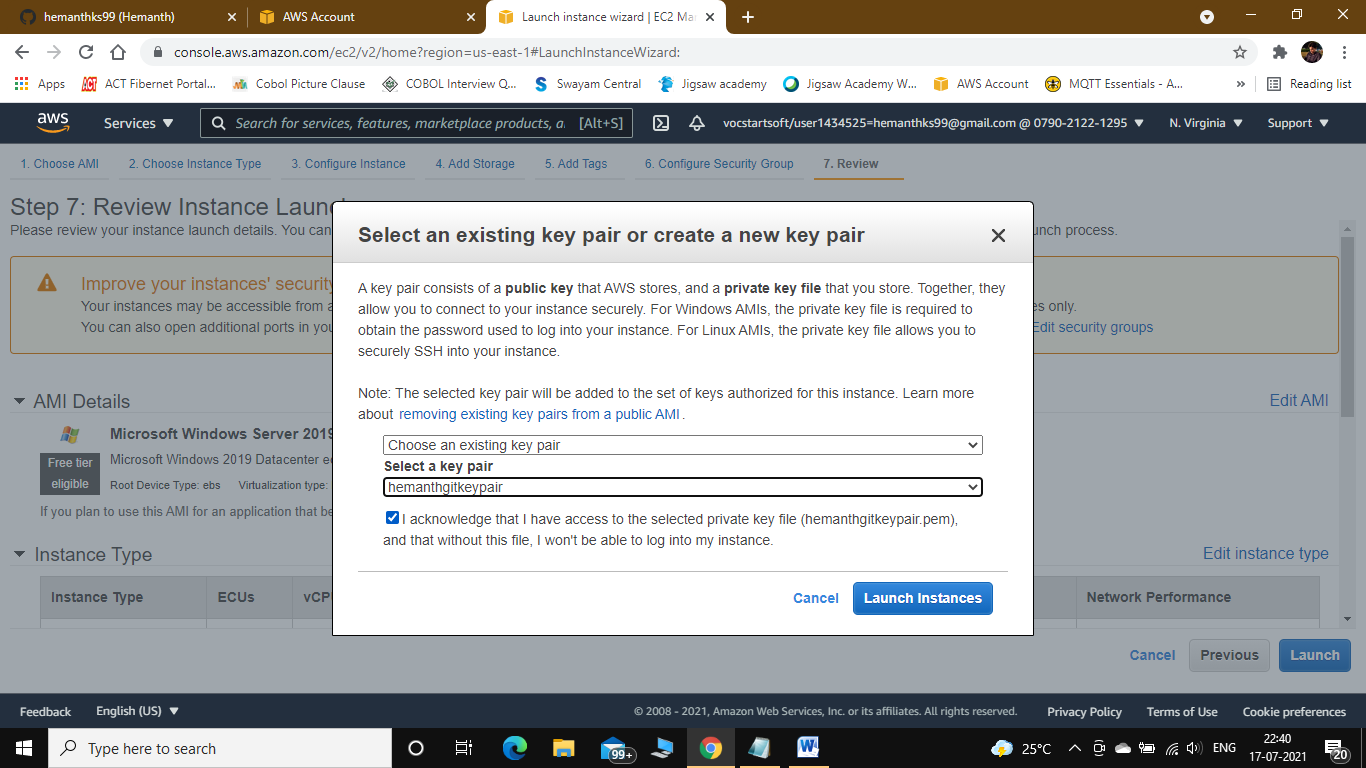 hemanthks99 (Hemanth)
AWS Account
Launch instance wizard | EC2 Ma
console.aws.amazon.com/ec2/v2/home?region=us-east-1#LaunchInstanceWizard:
Apps
ACT Fibernet Portal...
Cobol Picture Clause
COBOL Interview Q...
Swayam Central
Jigsaw academy
Jigsaw Academy W...
AWS Account
MQTT Essentials - A...
»
Reading list
aws
Services
Search for services, features, marketplace products, a
[Alt+S]
vocstartsoft/user1434525=hemanthks99@gmail.com @ 0790-2122-1295
N. Virginia
Support
1. Choose AMI
2. Choose Instance Type
3. Configure Instance
4. Add Storage
5. Add Tags
6. Configure Security Group
7. Review
Step 7: Review Instance Laun
Please review your instance launch details. You can
unch process.
Improve your instances' security
Your instances may be accessible from a
es only.
You can also open additional ports in you
Edit security groups
AMI Details
Edit AMI
Microsoft Windows Server 2019
Free tier
eligible
Microsoft Windows 2019 Datacenter e
Root Device Type: ebs
Virtualization type:
If you plan to use this AMI for an application that be
Instance Type
Edit instance type
Instance Type
ECUs
vCP
Network Performance
Select an existing key pair or create a new key pair
A key pair consists of a public key that AWS stores, and a private key file that you store. Together, they
allow you to connect to your instance securely. For Windows AMIs, the private key file is required to
obtain the password used to log into your instance. For Linux AMIs, the private key file allows you to
securely SSH into your instance.
Note: The selected key pair will be added to the set of keys authorized for this instance. Learn more
about removing existing key pairs from a public AMI .
Choose an existing key pair
Select a key pair
hemanthgitkeypair
I acknowledge that I have access to the selected private key file (hemanthgitkeypair.pem),
and that without this file, I won't be able to log into my instance.
Cancel
Launch Instances
Cancel
Previous
Launch
Feedback
English (US)
© 2008 - 2021, Amazon Web Services, Inc. or its affiliates. All rights reserved.
Privacy Policy
Terms of Use
Cookie preferences
Type here to search
99+
W
25°C
ENG
22:40
17-07-2021
20